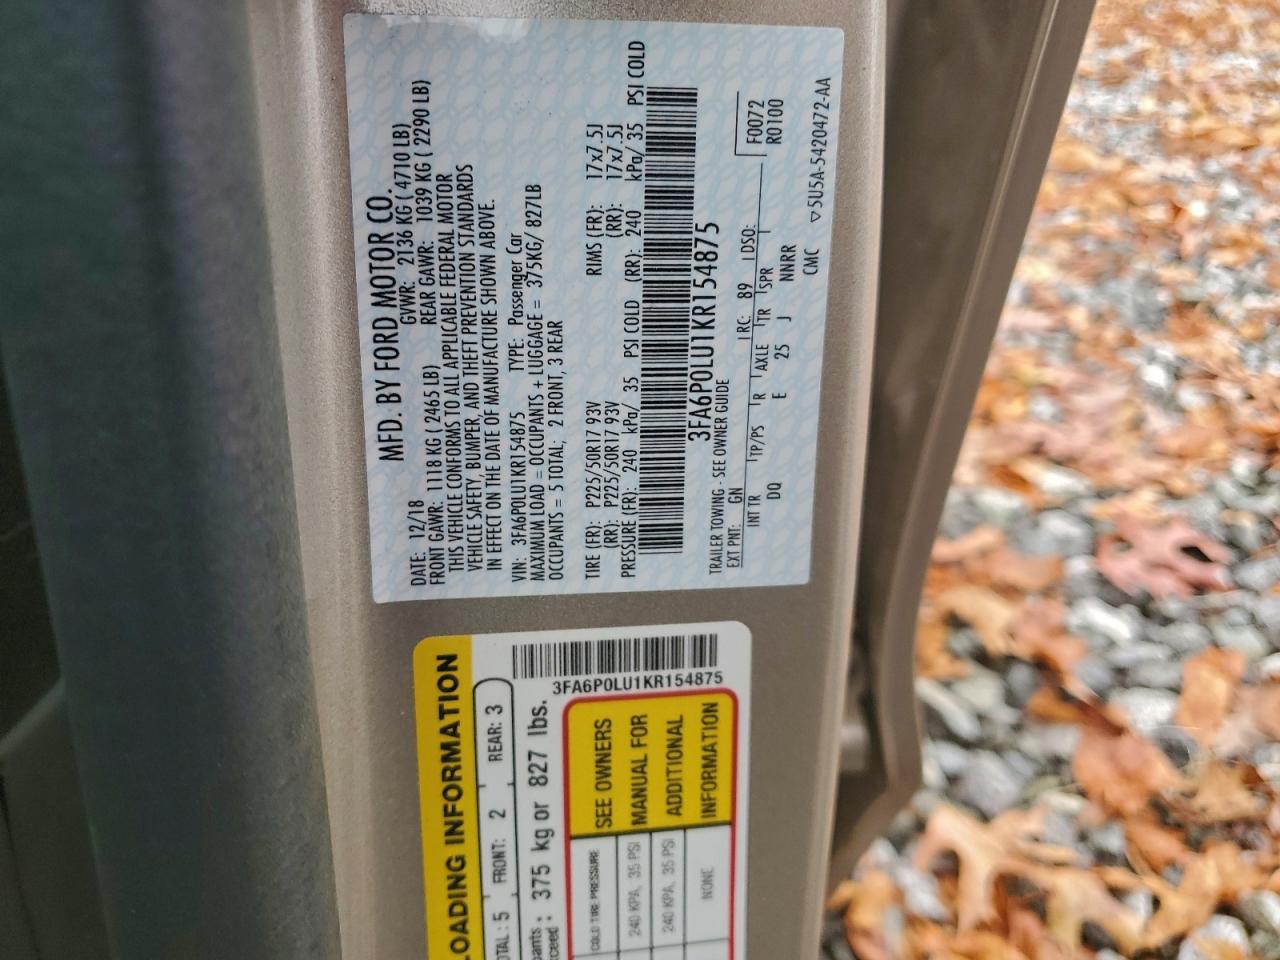 MFD. BY FORD MOTOR CO.
DATE: 12/18 GVWR: 2136 KG ( 4710 LB)
FRONT GAWR: 1118 KG ( 2465 LB) REAR GAWR: 1039 KG ( 2290 LB)
THIS VEHICLE CONFORMS TO ALL APPLICABLE FEDERAL MOTOR
VEHICLE SAFETY, BUMPER, AND THEFT PREVENTION STANDARDS
IN EFFECT ON THE DATE OF MANUFACTURE SHOWN ABOVE.
VIN: 3FA6P0LU1KR154875 TYPE: Passenger Car
MAXIMUM LOAD = OCCUPANTS + LUGGAGE = 375KG/ 827LB
OCCUPANTS = 5 TOTAL, 2 FRONT, 3 REAR
TIRE (FR): P225/50R17 93V RIMS (FR): 17x7.5J
(RR): P225/50R17 93V (RR): 17x7.5J
PRESSURE (FR): 240 kPa/ 35 PSI COLD (RR): 240 kPa/ 35 PSI COLD
3FA6P0LU1KR154875
TRAILER TOWING - SEE OWNER GUIDE
EXT PNT: GN RC: 89 DSO: F0072
INT TR TP/PS R AXLE TR SPR R0100
DQ E 25 J NNRR
CMC ▽5U5A-5420472-AA
LOADING INFORMATION
TOTAL: 5 FRONT: 2 REAR: 3
375 kg or 827 lbs.
3FA6P0LU1KR154875
COLD TIRE PRESSURE
240 KPA, 35 PSI
240 KPA, 35 PSI
NONE
SEE OWNERS
MANUAL FOR
ADDITIONAL
INFORMATION